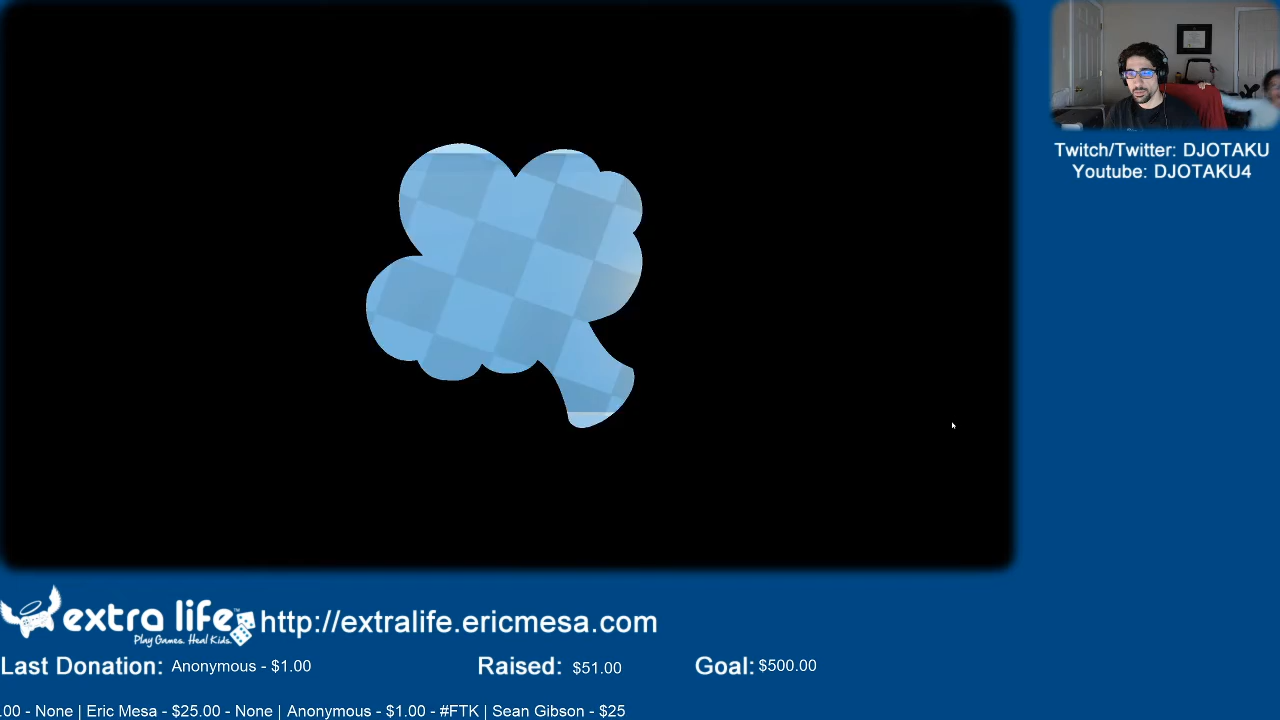 Twitch/Twitter: DJOTAKU
Youtube: DJOTAKU4
extra life™ http://extralife.ericmesa.com
Play Games. Heal Kids.
Last Donation: Anonymous - $1.00 Raised: $51.00 Goal: $500.00
.00 - None | Eric Mesa - $25.00 - None | Anonymous - $1.00 - #FTK | Sean Gibson - $25